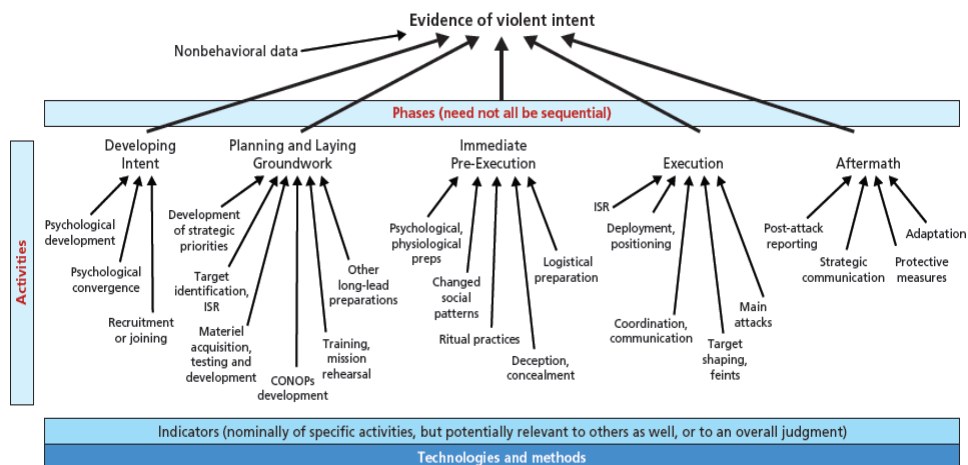 Evidence of violent intent
Nonbehavioral data
Phases (need not all be sequential)
Activities
Developing
Intent
Psychological
development
Psychological
convergence
Recruitment
or joining
Planning and Laying
Groundwork
Development
of strategic
priorities
Target
identification,
ISR
Materiel
acquisition,
testing and
development
CONOPs
development
Training,
mission
rehearsal
Other
long-lead
preparations
Immediate
Pre-Execution
Psychological,
physiological
preps
Changed
social
patterns
Ritual practices
Deception,
concealment
Logistical
preparation
Execution
ISR
Deployment,
positioning
Coordination,
communication
Target
shaping,
feints
Main
attacks
Aftermath
Post-attack
reporting
Strategic
communication
Protective
measures
Adaptation
Indicators (nominally of specific activities, but potentially relevant to others as well, or to an overall judgment)
Technologies and methods